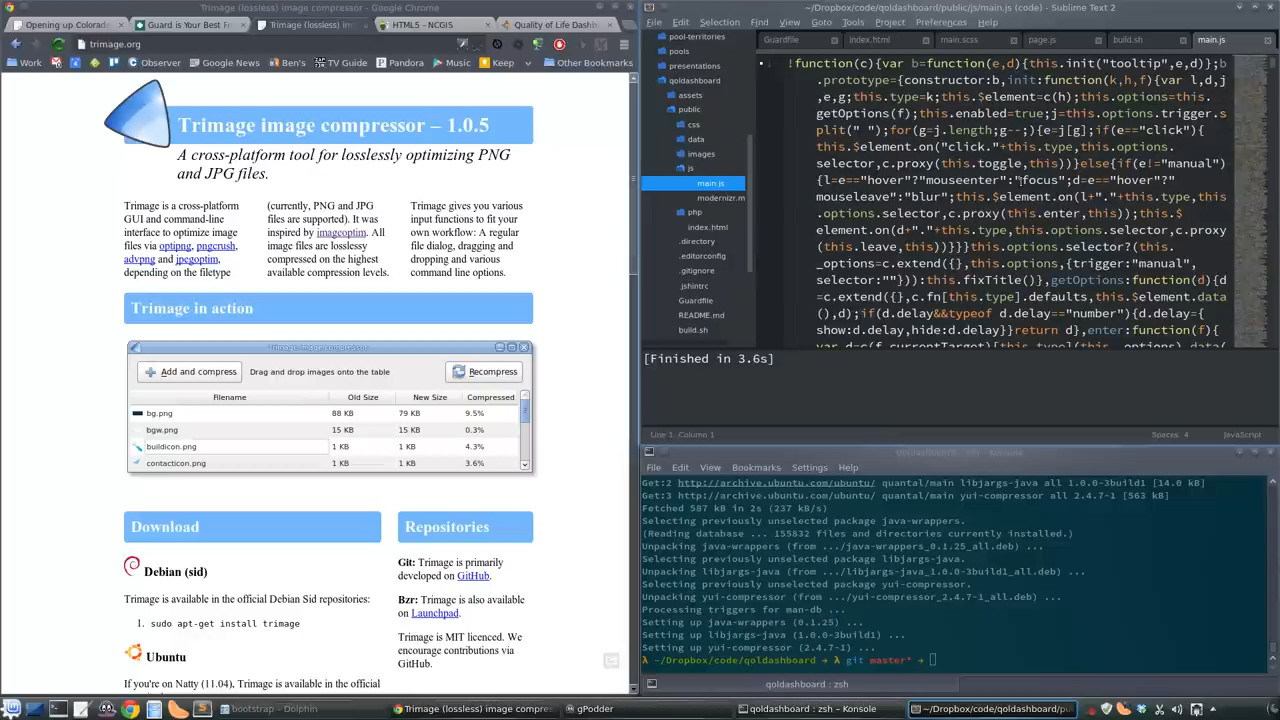 Trimage (lossless) image compressor - Google Chrome
Opening up Colorado
Guard is Your Best Fr
Trimage (lossless) im
HTML5 - NCGIS
Quality of Life Dashb
trimage.org
Work
Observer
Google News
Ben's
TV Guide
Pandora
Music
Keep
Other Bookmarks
Trimage image compressor – 1.0.5
A cross-platform tool for losslessly optimizing PNG
and JPG files.
Trimage is a cross-platform
GUI and command-line
interface to optimize image
files via optipng, pngcrush,
advpng and jpegoptim,
depending on the filetype
(currently, PNG and JPG
files are supported). It was
inspired by imageoptim. All
image files are losslessy
compressed on the highest
available compression levels.
Trimage gives you various
input functions to fit your
own workflow: A regular
file dialog, dragging and
dropping and various
command line options.
Trimage in action
Trimage image compressor
Add and compress
Drag and drop images onto the table
Recompress
Filename Old Size New Size Compressed
bg.png 88 KB 79 KB 9.5%
bgw.png 15 KB 15 KB 0.3%
buildicon.png 1 KB 1 KB 4.3%
contacticon.png 1 KB 1 KB 3.6%
Download
Debian (sid)
Trimage is available in the official Debian Sid repositories:
1. sudo apt-get install trimage
Ubuntu
If you're on Natty (11.04), Trimage is available in the official
Repositories
Git: Trimage is primarily
developed on GitHub.
Bzr: Trimage is also available
on Launchpad.
Trimage is MIT licenced. We
encourage contributions via
GitHub.
~/Dropbox/code/qoldashboard/public/js/main.js (code) - Sublime Text 2
File Edit Selection Find View Goto Tools Project Preferences Help
pool-territories
pools
presentations
qoldashboard
assets
public
css
data
images
js
main.js
modernizr.m
php
index.html
.directory
.editorconfig
.gitignore
.jshintrc
Guardfile
README.md
build.sh
Guardfile
index.html
main.scss
page.js
build.sh
main.js
!function(c){var b=function(e,d){this.init("tooltip",e,d)};b
.prototype={constructor:b,init:function(k,h,f){var l,d,j
,e,g;this.type=k;this.$element=c(h);this.options=this.
getOptions(f);this.enabled=true;j=this.options.trigger.
split(" ");for(g=j.length;g--;){e=j[g];if(e=="click"){
this.$element.on("click."+this.type,this.options.
selector,c.proxy(this.toggle,this))}else{if(e!="manual")
{l=e=="hover"?"mouseenter":"focus";d=e=="hover"?"
mouseleave":"blur";this.$element.on(l+"."+this.type,this
.options.selector,c.proxy(this.enter,this));this.$
element.on(d+"."+this.type,this.options.selector,c.proxy
(this.leave,this))}}}this.options.selector?(this.
_options=c.extend({},this.options,{trigger:"manual",
selector:""})):this.fixTitle()},getOptions:function(d){d
=c.extend({},c.fn[this.type].defaults,this.$element.data
(),d);if(d.delay&&typeof d.delay=="number"){d.delay={
show:d.delay,hide:d.delay}}return d},enter:function(f){
var d=c(f.currentTarget)[this.type](this._options).data(
[Finished in 3.6s]
Line 1, Column 1
Spaces: 4
JavaScript
qoldashboard : zsh - Konsole
File Edit View Bookmarks Settings Help
Get:2 http://archive.ubuntu.com/ubuntu/ quantal/main libjargs-java all 1.0.0-3build1 [14.0 kB]
Get:3 http://archive.ubuntu.com/ubuntu/ quantal/main yui-compressor all 2.4.7-1 [563 kB]
Fetched 587 kB in 2s (237 kB/s)
Selecting previously unselected package java-wrappers.
(Reading database ... 155832 files and directories currently installed.)
Unpacking java-wrappers (from .../java-wrappers_0.1.25_all.deb) ...
Selecting previously unselected package libjargs-java.
Unpacking libjargs-java (from .../libjargs-java_1.0.0-3build1_all.deb) ...
Selecting previously unselected package yui-compressor.
Unpacking yui-compressor (from .../yui-compressor_2.4.7-1_all.deb) ...
Processing triggers for man-db ...
Setting up java-wrappers (0.1.25) ...
Setting up libjargs-java (1.0.0-3build1) ...
Setting up yui-compressor (2.4.7-1) ...
λ ~/Dropbox/code/qoldashboard → λ git master* →
qoldashboard : zsh
bootstrap – Dolphin
Trimage (lossless) image compres
gPodder
qoldashboard : zsh – Konsole
~/Dropbox/code/qoldashboard/pu